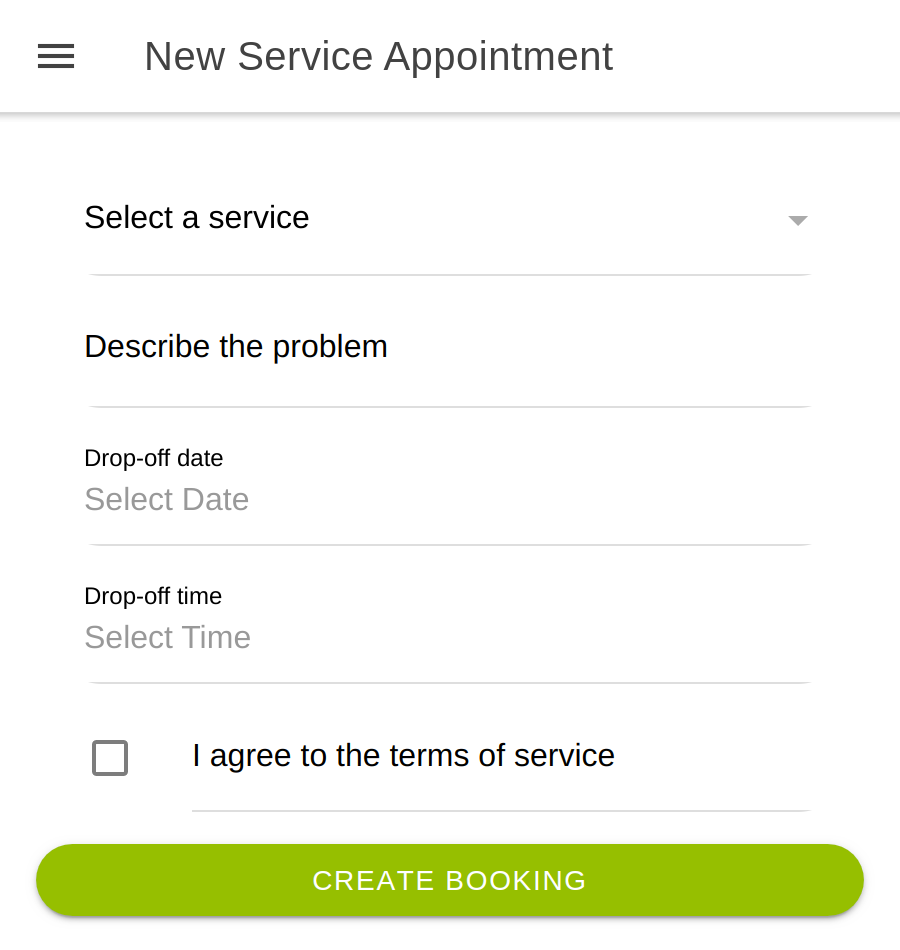 New Service Appointment
Select a service
Describe the problem
Drop-off date
Select Date
Drop-off time
Select Time
I agree to the terms of service
CREATE BOOKING